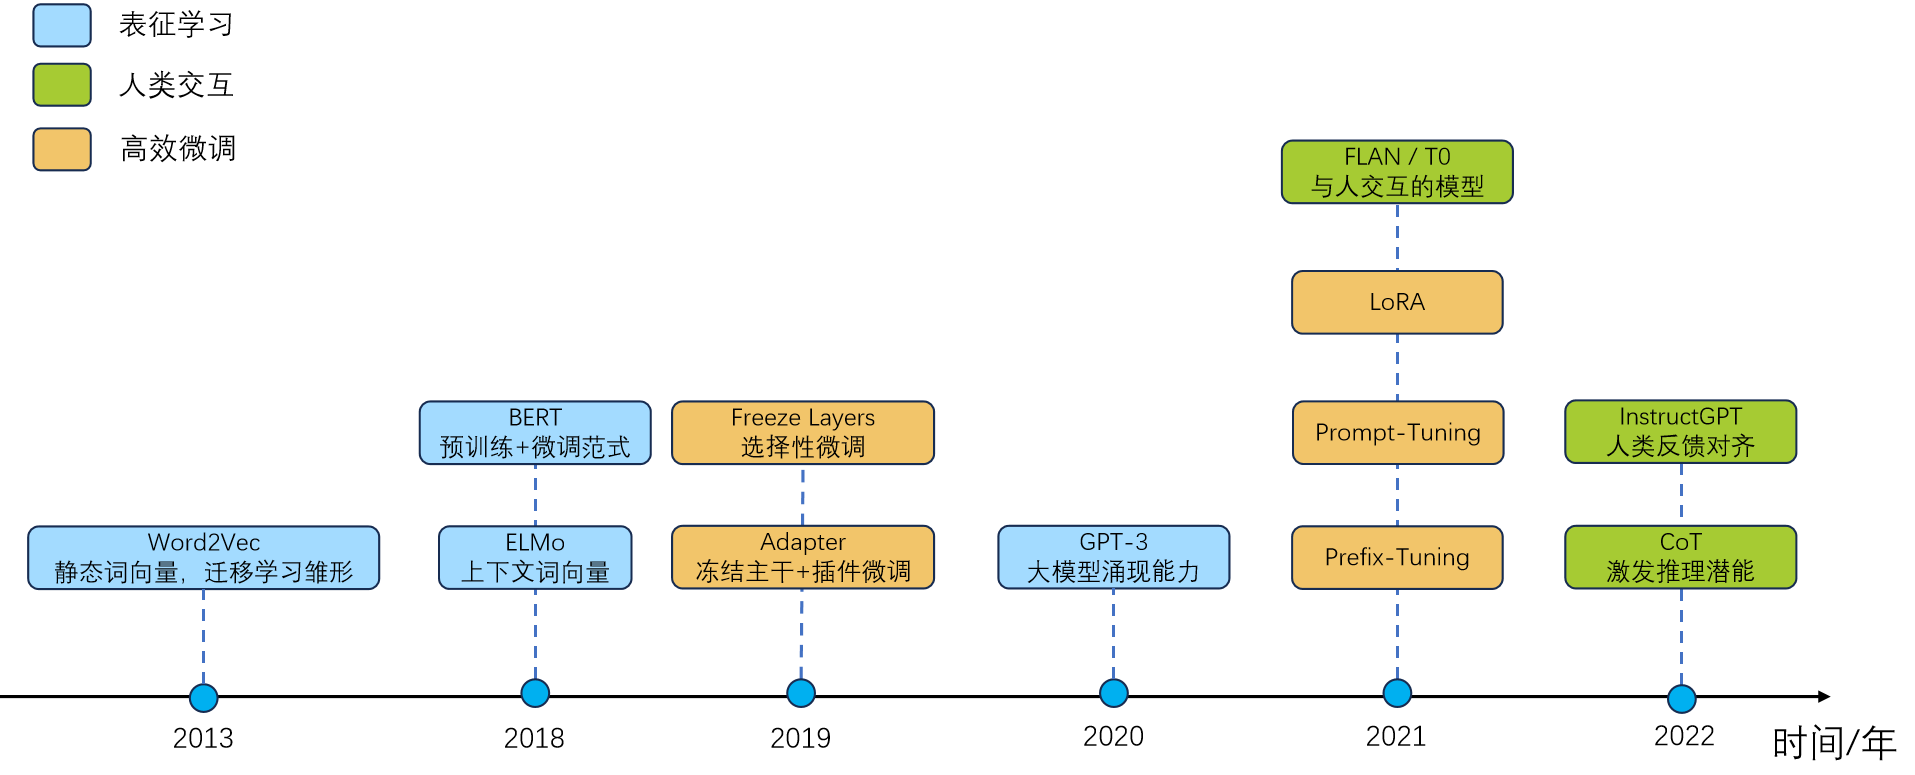 表征学习
人类交互
高效微调
FLAN / T0
与人交互的模型
LoRA
BERT
预训练+微调范式
Freeze Layers
选择性微调
Prompt-Tuning
InstructGPT
人类反馈对齐
Word2Vec
静态词向量，迁移学习雏形
ELMo
上下文词向量
Adapter
冻结主干+插件微调
GPT-3
大模型涌现能力
Prefix-Tuning
CoT
激发推理潜能
2013
2018
2019
2020
2021
2022
时间/年